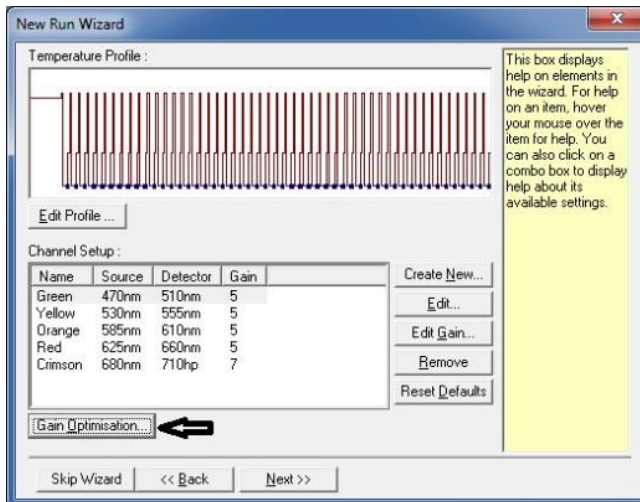 New Run Wizard
Temperature Profile :
Edit Profile ...
Channel Setup :
Name Source Detector Gain
Green 470nm 510nm 5
Yellow 530nm 555nm 5
Orange 585nm 610nm 5
Red 625nm 660nm 5
Crimson 680nm 710hp 7
Create New...
Edit...
Edit Gain...
Remove
Reset Defaults
Gain Optimisation...
Skip Wizard
<< Back
Next >>
This box displays
help on elements in
the wizard. For help
on an item, hover
your mouse over the
item for help. You
can also click on a
combo box to display
help about its
available settings.